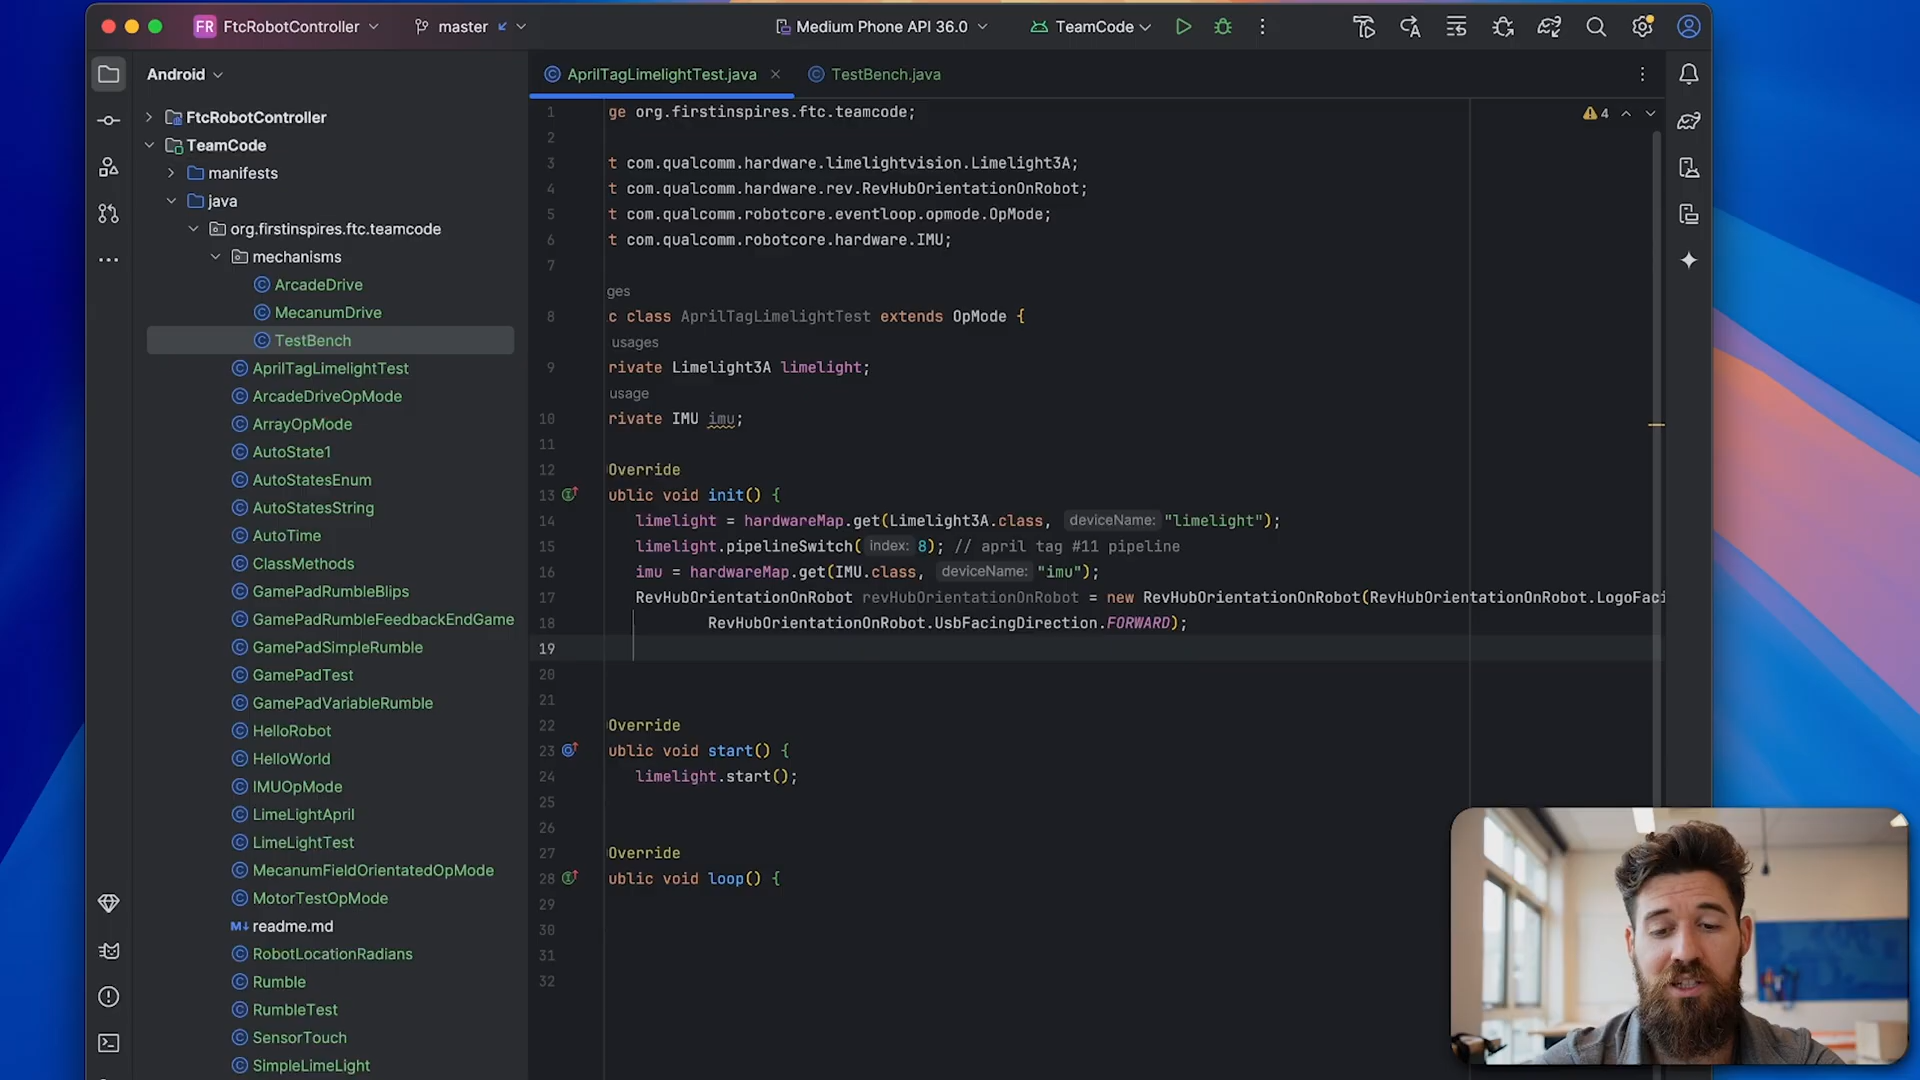 FR FtcRobotController master Medium Phone API 36.0 TeamCode
Android
AprilTagLimelightTest.java TestBench.java
FtcRobotController
TeamCode
manifests
java
org.firstinspires.ftc.teamcode
mechanisms
ArcadeDrive
MecanumDrive
TestBench
AprilTagLimelightTest
ArcadeDriveOpMode
ArrayOpMode
AutoState1
AutoStatesEnum
AutoStatesString
AutoTime
ClassMethods
GamePadRumbleBlips
GamePadRumbleFeedbackEndGame
GamePadSimpleRumble
GamePadTest
GamePadVariableRumble
HelloRobot
HelloWorld
IMUOpMode
LimeLightApril
LimeLightTest
MecanumFieldOrientatedOpMode
MotorTestOpMode
M↓ readme.md
RobotLocationRadians
Rumble
RumbleTest
SensorTouch
SimpleLimeLight
4
1 ge org.firstinspires.ftc.teamcode;
2
3 t com.qualcomm.hardware.limelightvision.Limelight3A;
4 t com.qualcomm.hardware.rev.RevHubOrientationOnRobot;
5 t com.qualcomm.robotcore.eventloop.opmode.OpMode;
6 t com.qualcomm.robotcore.hardware.IMU;
7
ges
8 c class AprilTagLimelightTest extends OpMode {
usages
9 rivate Limelight3A limelight;
usage
10 rivate IMU imu;
11
12 Override
13 ublic void init() {
14 limelight = hardwareMap.get(Limelight3A.class, deviceName: "limelight");
15 limelight.pipelineSwitch( index: 8); // april tag #11 pipeline
16 imu = hardwareMap.get(IMU.class, deviceName: "imu");
17 RevHubOrientationOnRobot revHubOrientationOnRobot = new RevHubOrientationOnRobot(RevHubOrientationOnRobot.LogoFaci
18 RevHubOrientationOnRobot.UsbFacingDirection.FORWARD);
19
20
21
22 Override
23 ublic void start() {
24 limelight.start();
25
26
27 Override
28 ublic void loop() {
29
30
31
32